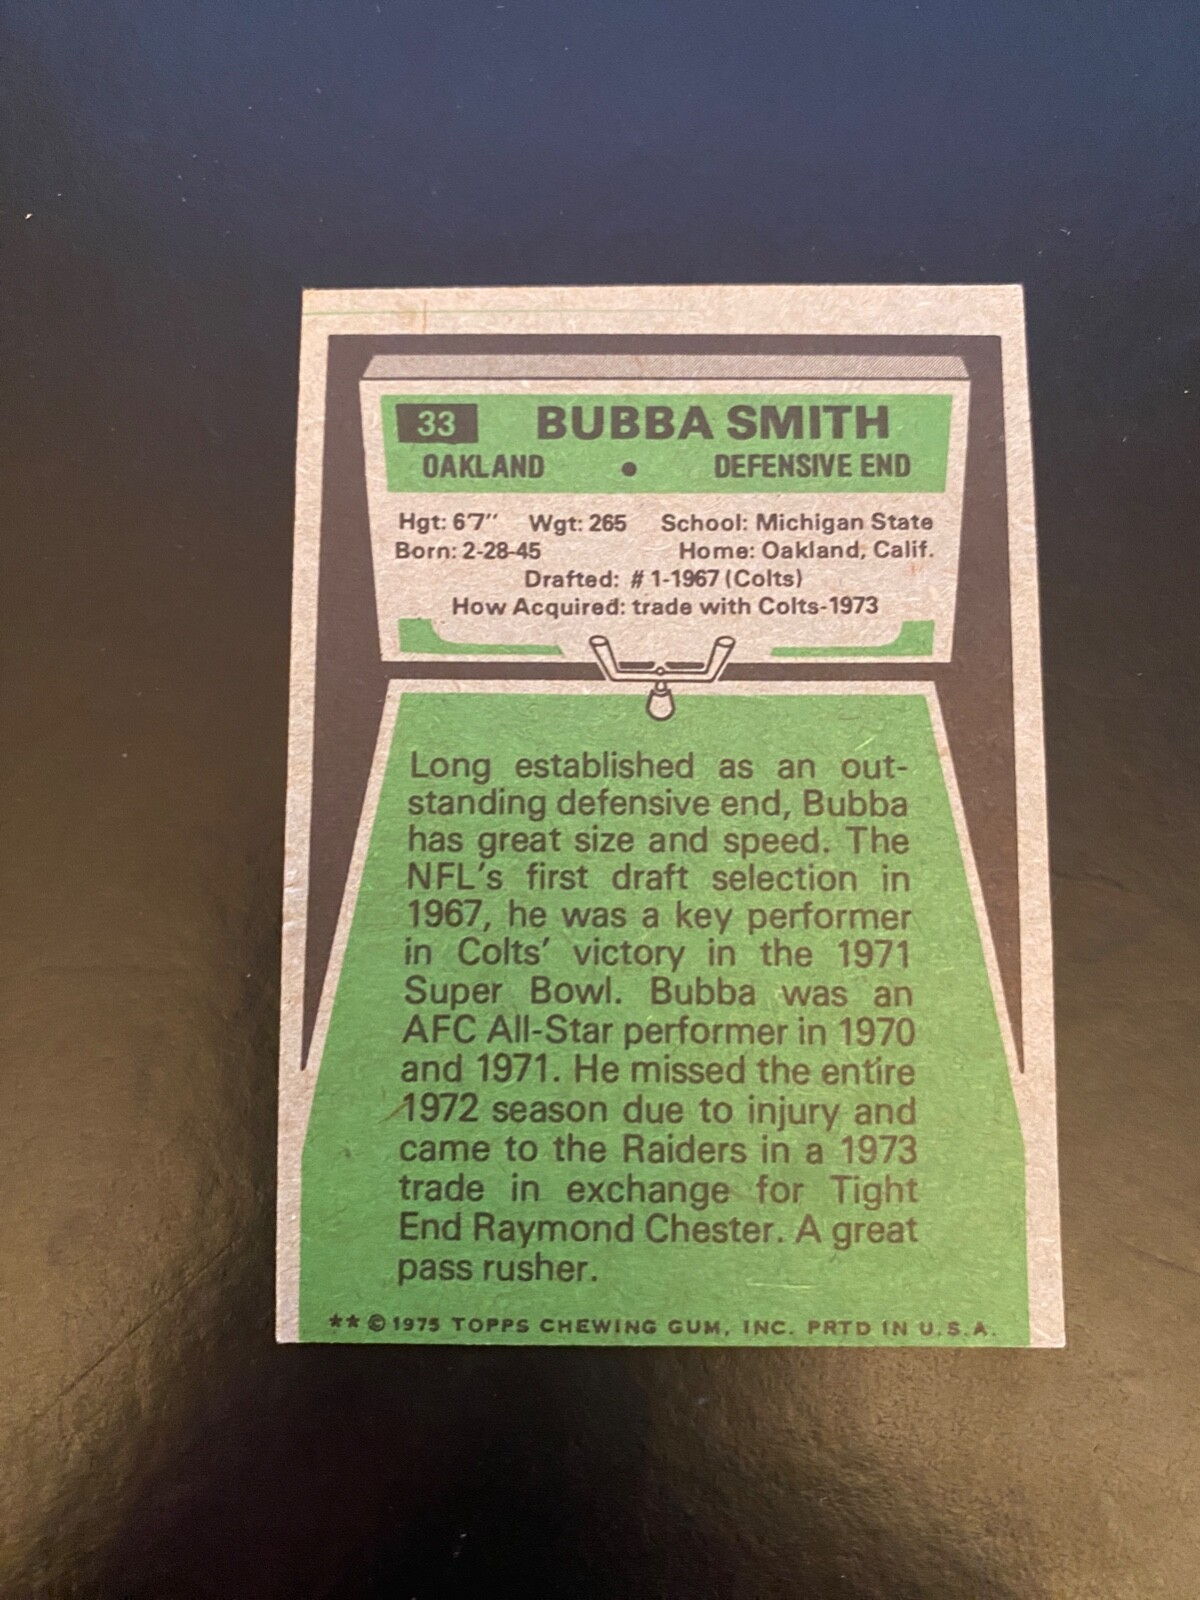 33 BUBBA SMITH
OAKLAND • DEFENSIVE END
Hgt: 6'7" Wgt: 265 School: Michigan State
Born: 2-28-45 Home: Oakland, Calif.
Drafted: #1-1967 (Colts)
How Acquired: trade with Colts-1973
Long established as an out-
standing defensive end, Bubba
has great size and speed. The
NFL's first draft selection in
1967, he was a key performer
in Colts' victory in the 1971
Super Bowl. Bubba was an
AFC All-Star performer in 1970
and 1971. He missed the entire
1972 season due to injury and
came to the Raiders in a 1973
trade in exchange for Tight
End Raymond Chester. A great
pass rusher.
**© 1975 TOPPS CHEWING GUM, INC. PRTD IN U.S.A.